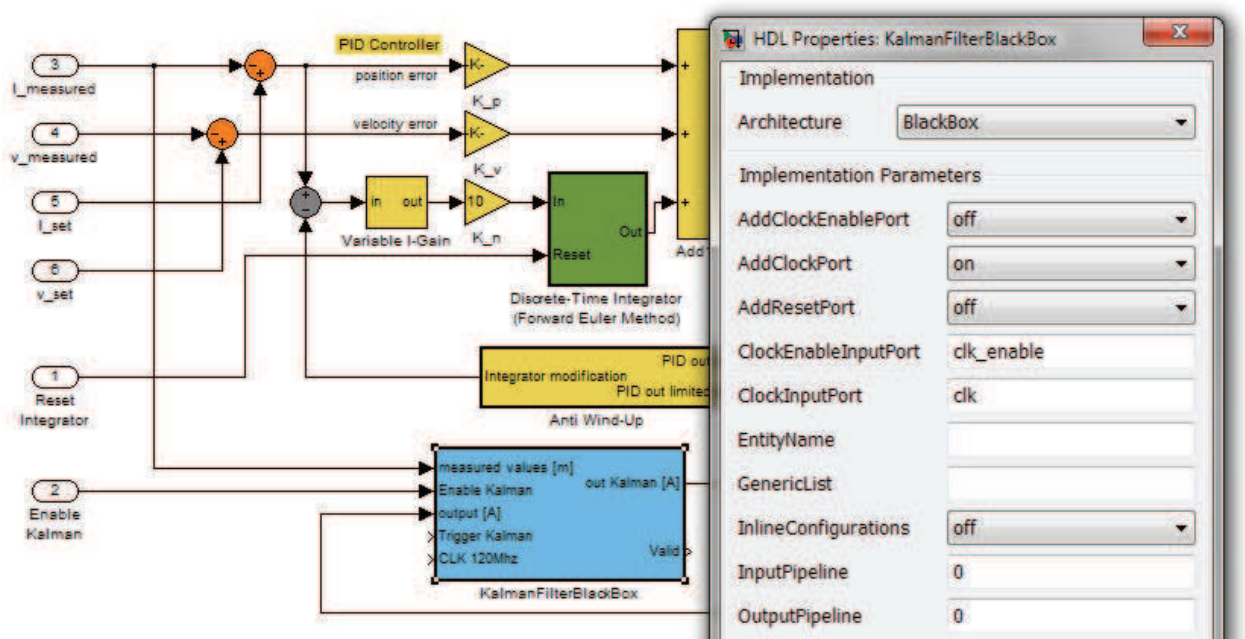 PID Controller
3
l_measured
position error
K-
K_p
+
4
v_measured
velocity error
K-
K_v
+
5
l_set
in out
Variable I-Gain
10
K_n
In
Out
Reset
+
Add
6
v_set
Discrete-Time Integrator
(Forward Euler Method)
1
Reset
Integrator
Integrator modification
PID out
PID out limited
Anti Wind-Up
2
Enable
Kalman
measured values [m]
Enable Kalman
output [A]
Trigger Kalman
CLK 120Mhz
out Kalman [A]
Valid
KalmanFilterBlackBox
HDL Properties: KalmanFilterBlackBox
Implementation
Architecture BlackBox
Implementation Parameters
AddClockEnablePort off
AddClockPort on
AddResetPort off
ClockEnableInputPort clk_enable
ClockInputPort clk
EntityName
GenericList
InlineConfigurations off
InputPipeline 0
OutputPipeline 0